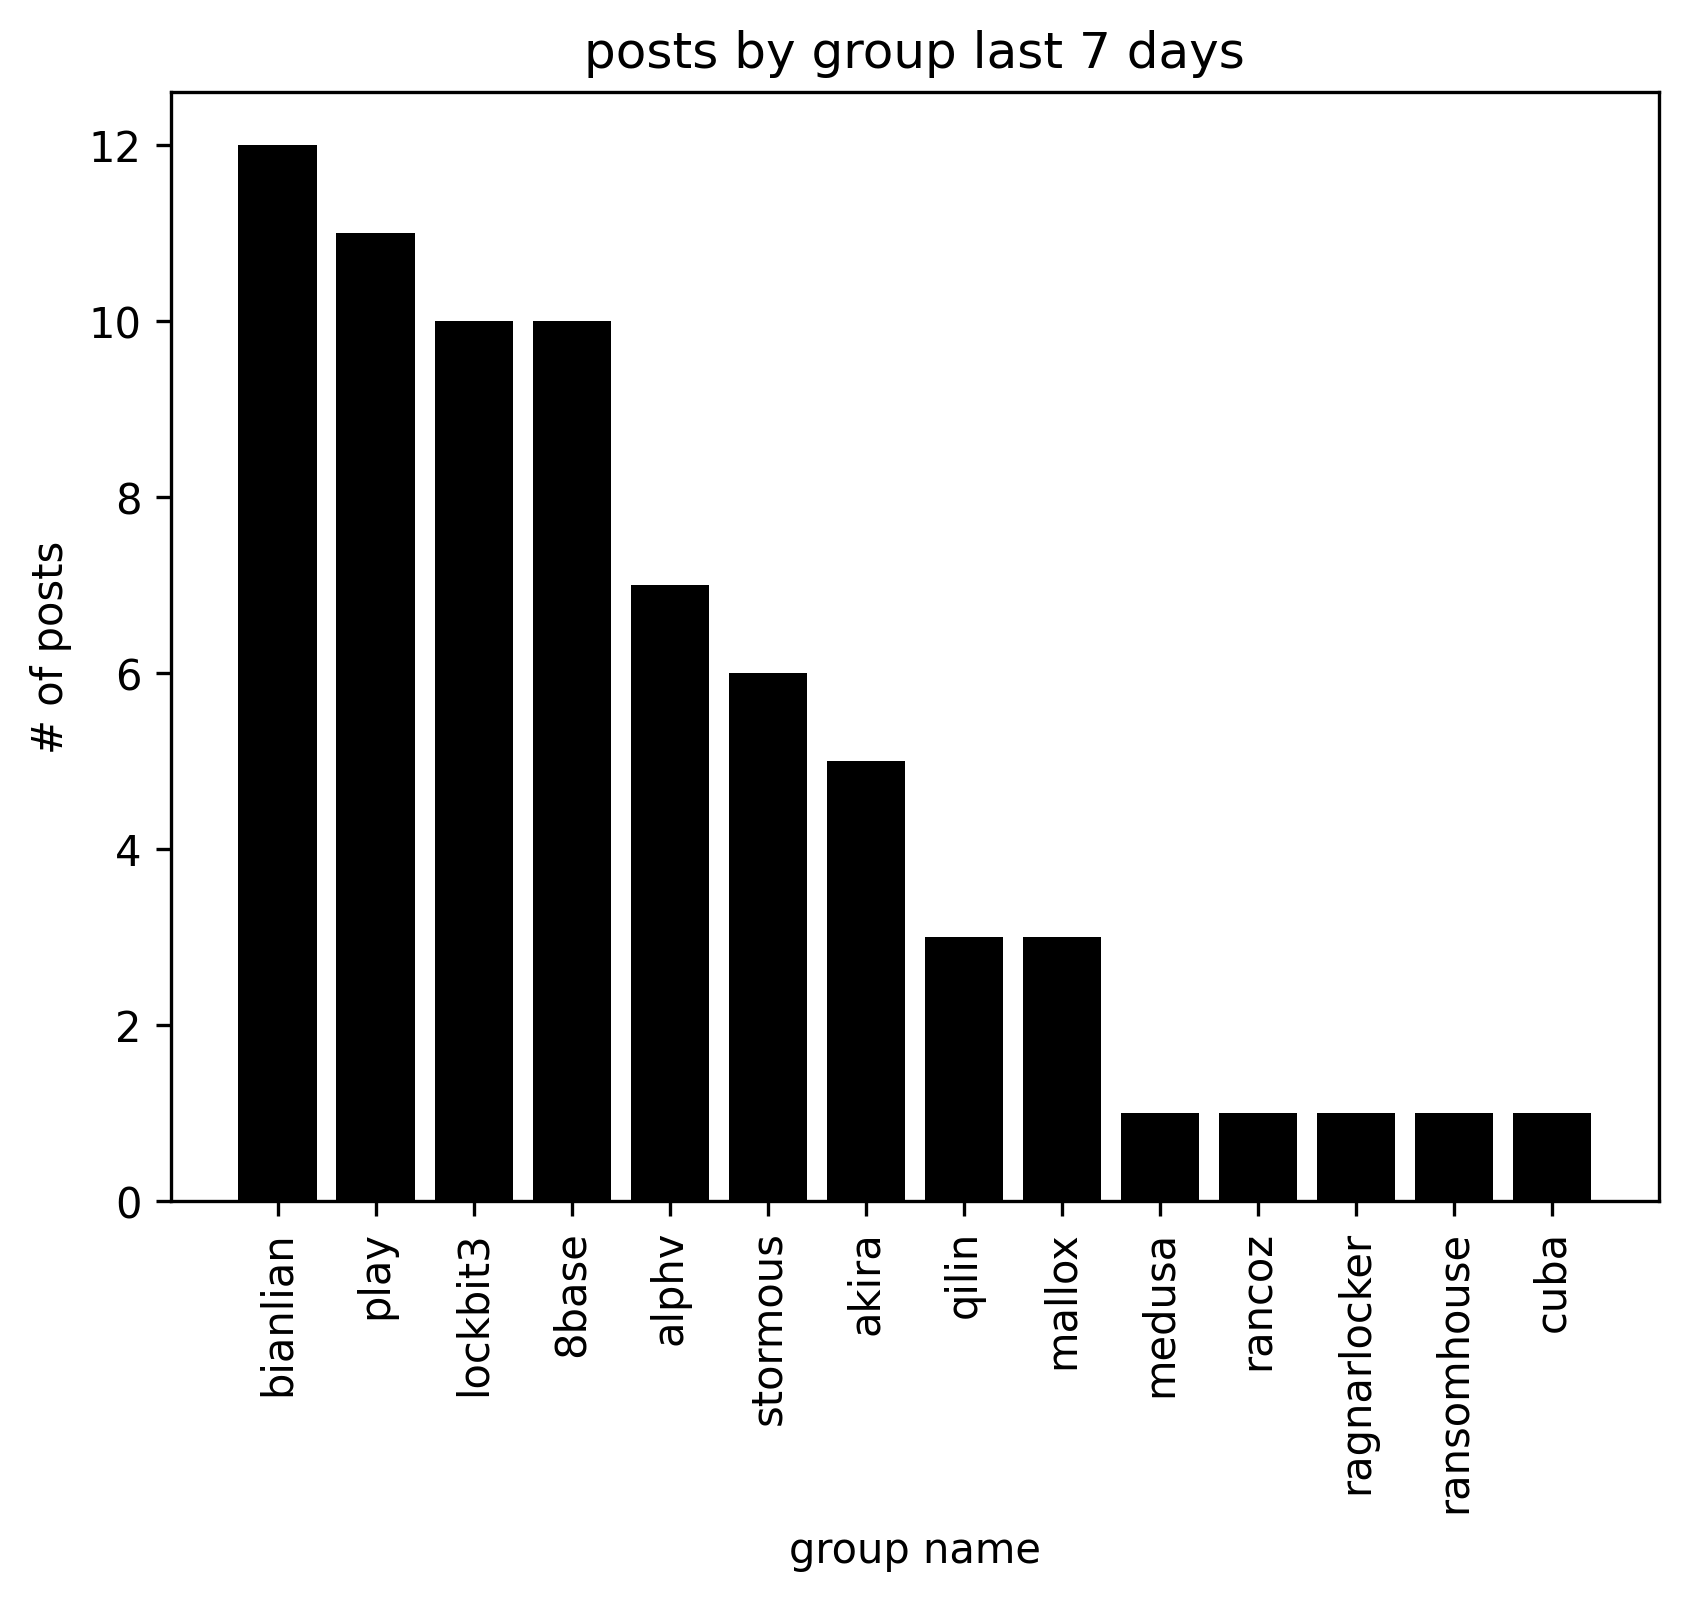 posts by group last 7 days
12
10
8
6
4
2
0
# of posts
bianlian
play
lockbit3
8base
alphv
stormous
akira
qilin
mallox
medusa
rancoz
ragnarlocker
ransomhouse
cuba
group name